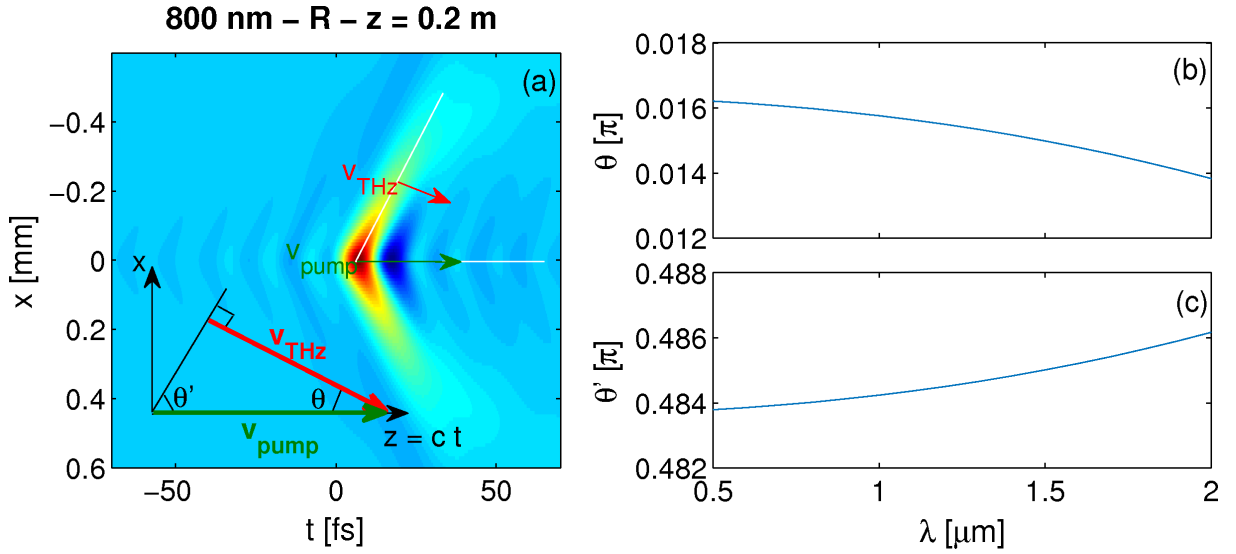 800 nm − R − z = 0.2 m
(a)
x [mm]
−0.4
−0.2
0
0.2
0.4
0.6
−50
0
50
t [fs]
v_THz
v_pump
x
v_THz
θ'
θ
v_pump
z = c t
(b)
θ [π]
0.018
0.016
0.014
0.012
(c)
θ' [π]
0.488
0.486
0.484
0.482
0.5
1
1.5
2
λ [μm]